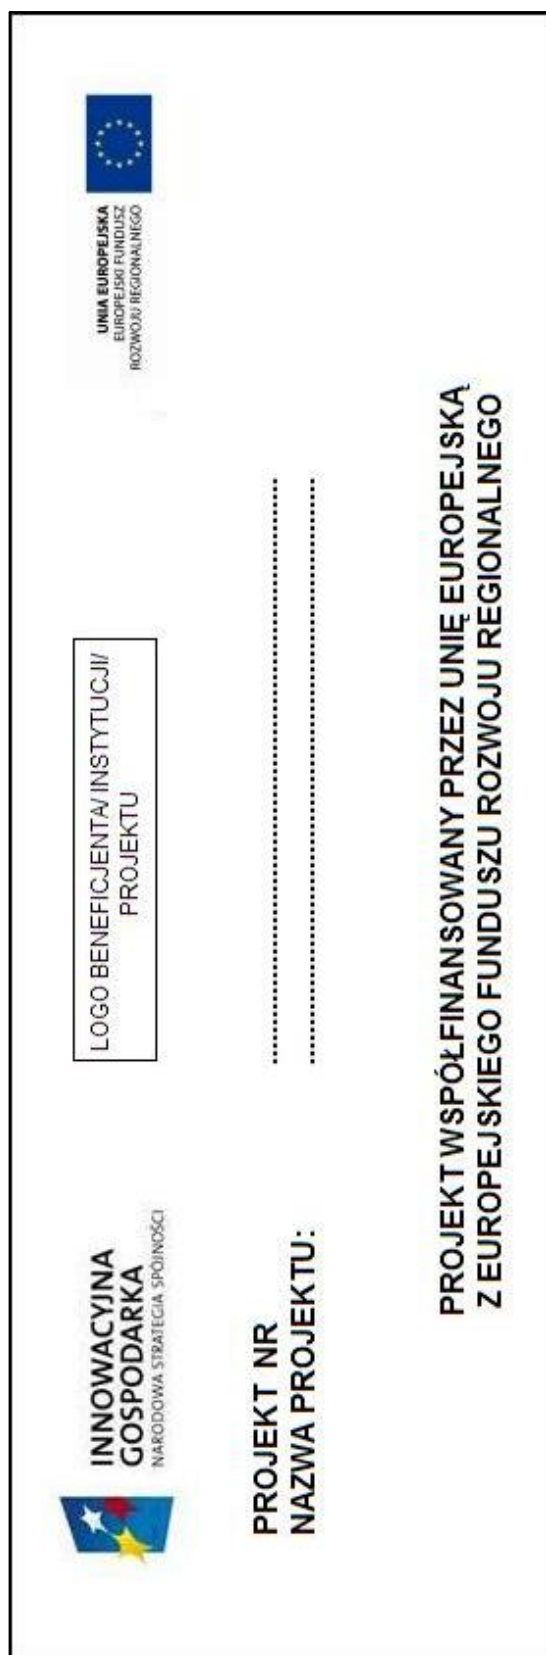 INNOWACYJNA
GOSPODARKA
NARODOWA STRATEGIA SPÓJNOŚCI
LOGO BENEFICJENTA/ INSTYTUCJI/
PROJEKTU
UNIA EUROPEJSKA
EUROPEJSKI FUNDUSZ
ROZWOJU REGIONALNEGO
PROJEKT NR ........................................................................
NAZWA PROJEKTU: ........................................................................
PROJEKT WSPÓŁFINANSOWANY PRZEZ UNIĘ EUROPEJSKĄ
Z EUROPEJSKIEGO FUNDUSZU ROZWOJU REGIONALNEGO